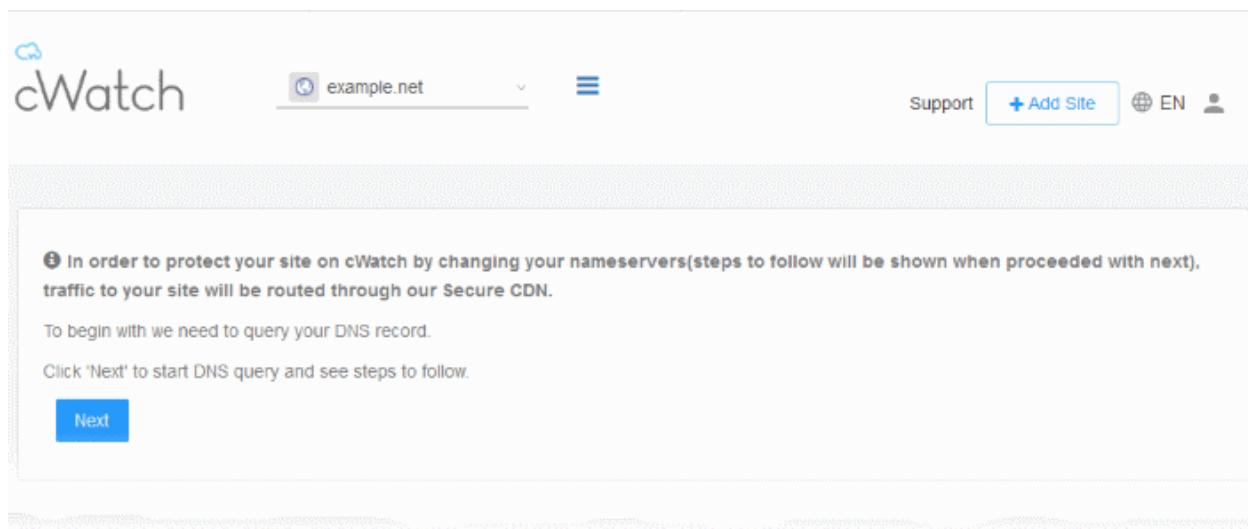 cWatch
example.net
Support
+ Add Site
EN
In order to protect your site on cWatch by changing your nameservers(steps to follow will be shown when proceeded with next),
traffic to your site will be routed through our Secure CDN.
To begin with we need to query your DNS record.
Click 'Next' to start DNS query and see steps to follow.
Next